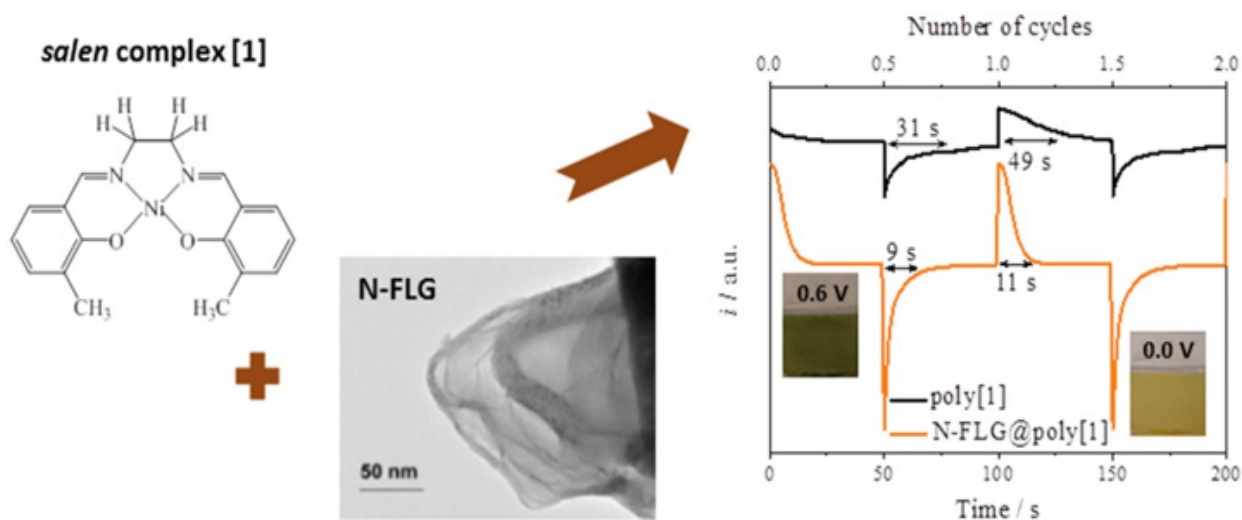 salen complex [1]
H H
H H
N N
Ni
O O
CH₃ H₃C
N-FLG
50 nm
Number of cycles
0.0 0.5 1.0 1.5 2.0
31 s
49 s
9 s
11 s
i / a.u.
0.6 V
0.0 V
poly[1]
N-FLG@poly[1]
0 50 100 150 200
Time / s